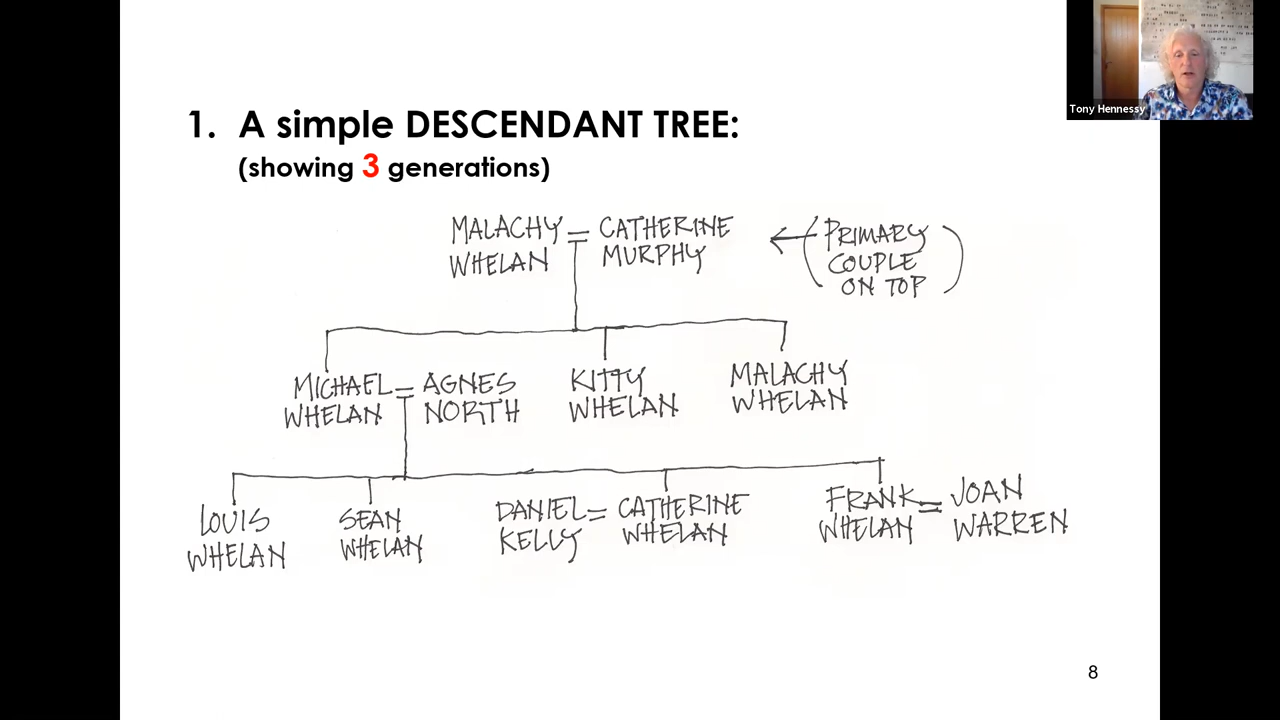 Tony Hennessy
1. A simple DESCENDANT TREE:
(showing 3 generations)
MALACHY = CATHERINE
WHELAN MURPHY
(PRIMARY
COUPLE
ON TOP)
MICHAEL = AGNES
WHELAN NORTH
KITTY
WHELAN
MALACHY
WHELAN
LOUIS
WHELAN
SEAN
WHELAN
DANIEL = CATHERINE
KELLY WHELAN
FRANK = JOAN
WHELAN WARREN
8